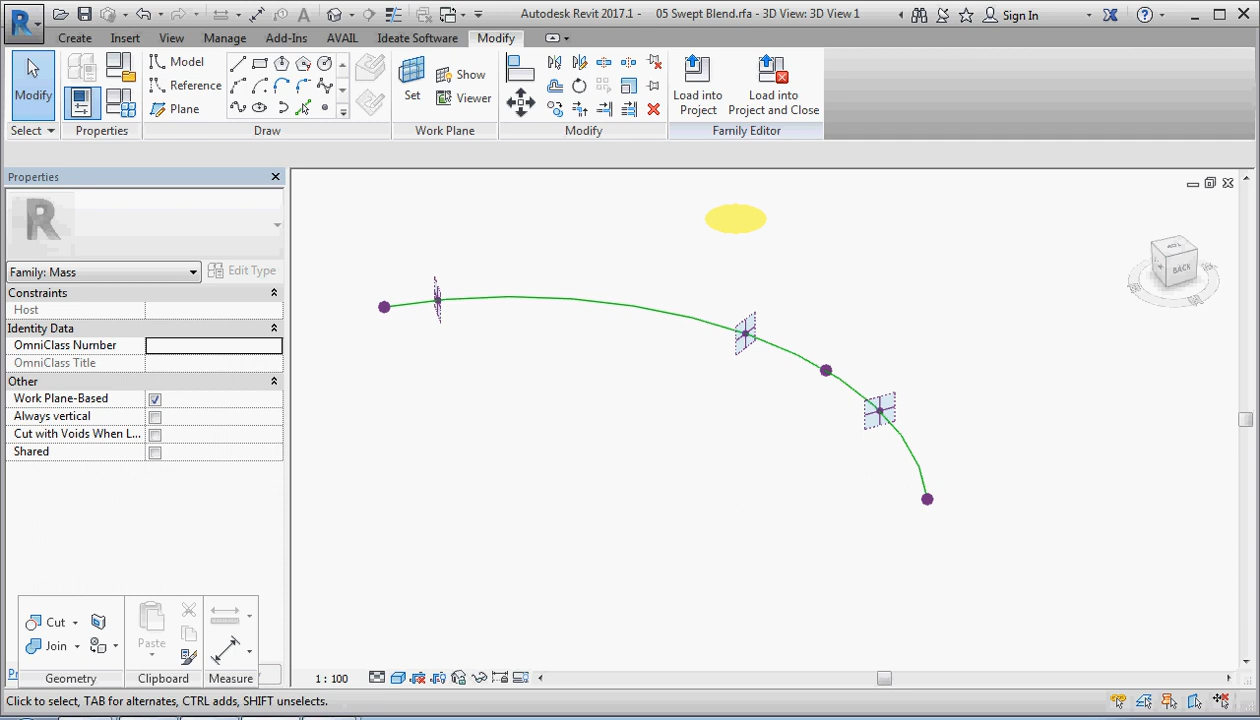 Autodesk Revit 2017.1 - 05 Swept Blend.rfa - 3D View: 3D View 1
Sign In
Create Insert View Manage Add-Ins AVAIL Ideate Software Modify
Modify
Model
Reference
Plane
Set
Show
Viewer
Load into Project
Load into Project and Close
Select Properties Draw Work Plane Modify Family Editor
Properties
R
Family: Mass
Edit Type
Constraints
Host
Identity Data
OmniClass Number
OmniClass Title
Other
Work Plane-Based
Always vertical
Cut with Voids When L...
Shared
BACK
Cut
Join
Paste
Geometry Clipboard Measure
1 : 100
Click to select, TAB for alternates, CTRL adds, SHIFT unselects.